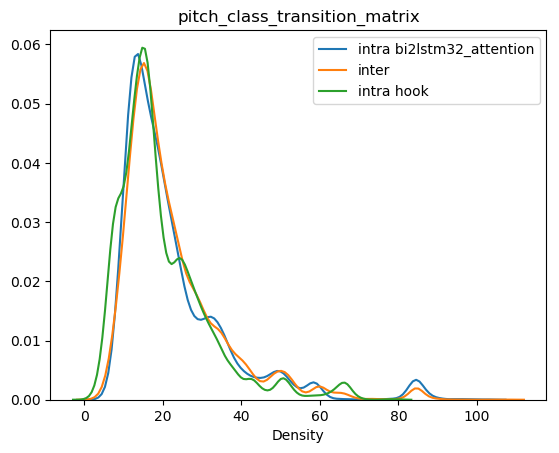 pitch_class_transition_matrix
intra bi2lstm32_attention
inter
intra hook
0.06
0.05
0.04
0.03
0.02
0.01
0.00
0 20 40 60 80 100
Density